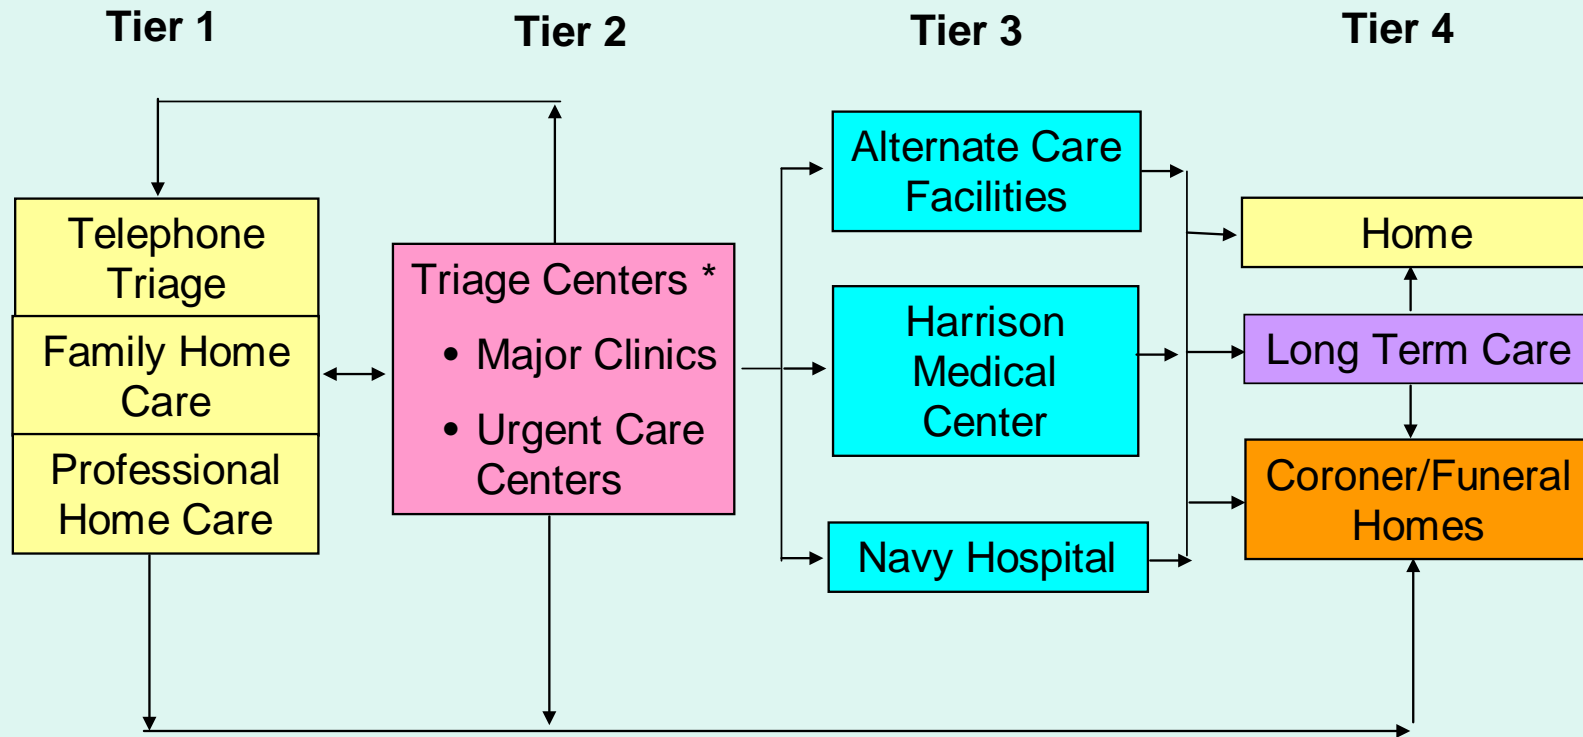 Tier 1
Tier 2
Tier 3
Tier 4
Telephone
Triage
Family Home
Care
Professional
Home Care
Triage Centers *
• Major Clinics
• Urgent Care
Centers
Alternate Care
Facilities
Harrison
Medical
Center
Navy Hospital
Home
Long Term Care
Coroner/Funeral
Homes